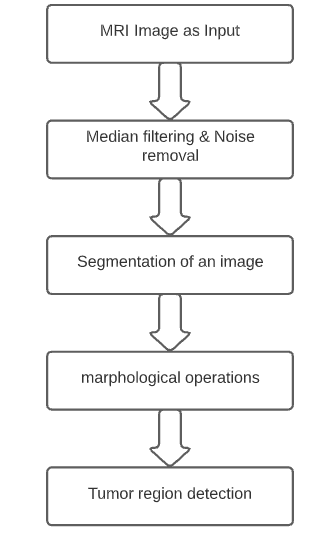 MRI Image as Input
Median filtering & Noise
removal
Segmentation of an image
marphological operations
Tumor region detection